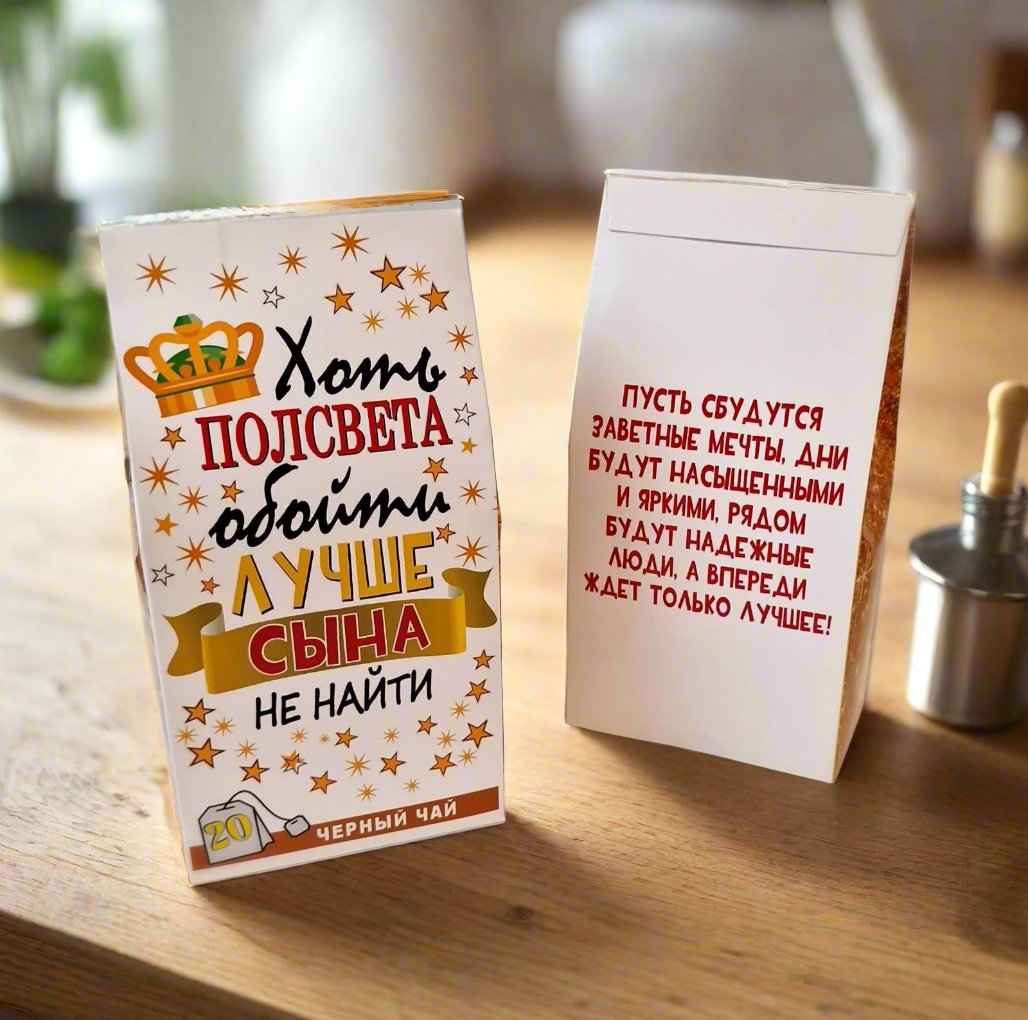 Хоть
ПОЛСВЕТА
обойти
ЛУЧШЕ
СЫНА
НЕ НАЙТИ
20
ЧЕРНЫЙ ЧАЙ
ПУСТЬ СБУДУТСЯ
ЗАВЕТНЫЕ МЕЧТЫ, ДНИ
БУДУТ НАСЫЩЕННЫМИ
И ЯРКИМИ, РЯДОМ
БУДУТ НАДЕЖНЫЕ
ЛЮДИ, А ВПЕРЕДИ
ЖДЕТ ТОЛЬКО ЛУЧШЕЕ!